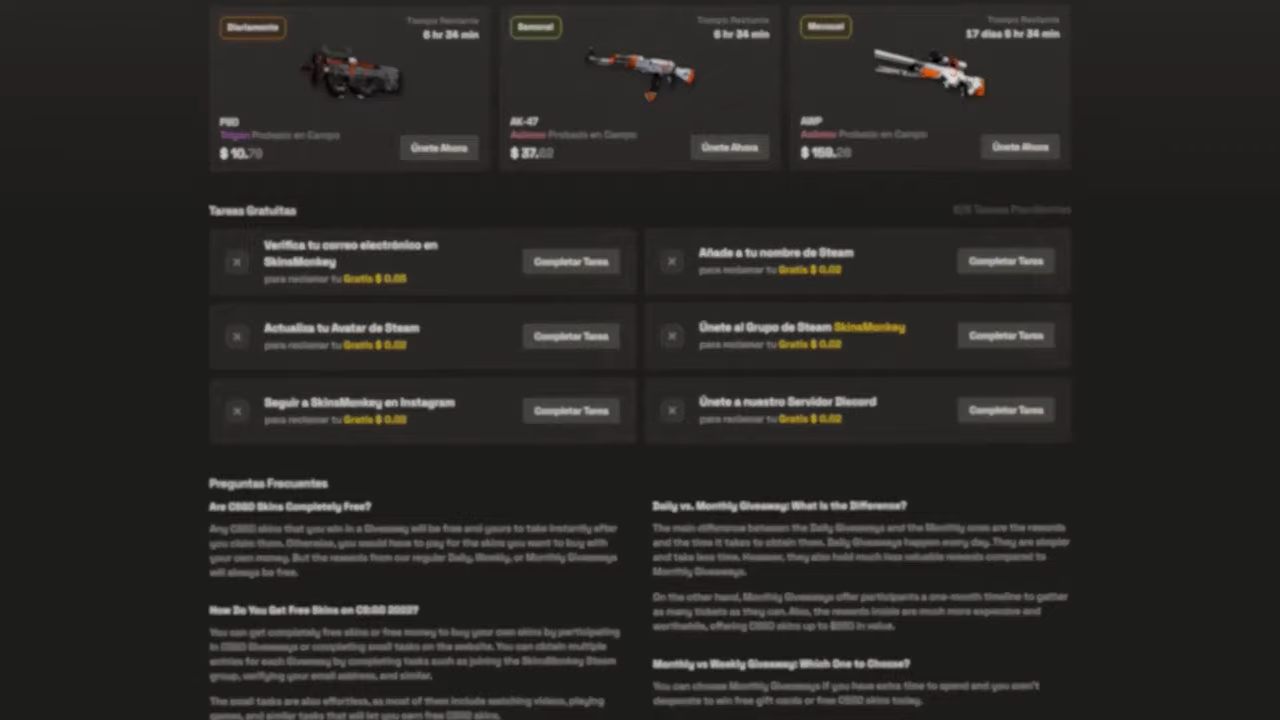 Diariamente
Tiempo Restante
6 hr 34 min
P90
Trigon Probado en Campo
$ 10.79
Únete Ahora
Semanal
Tiempo Restante
6 hr 34 min
AK-47
Asiimov Probado en Campo
$ 37.
Únete Ahora
Mensual
Tiempo Restante
17 días 6 hr 34 min
AWP
Asiimov Probado en Campo
$ 159.
Únete Ahora
Tareas Gratuitas
Tareas Pendientes
Verifica tu correo electrónico en
SkinsMonkey
para reclamar tu Gratis $ 0.03
Completar Tarea
Añade a tu nombre de Steam
para reclamar tu Gratis $ 0.02
Completar Tarea
Actualiza tu Avatar de Steam
para reclamar tu Gratis $ 0.02
Completar Tarea
Únete al Grupo de Steam SkinsMonkey
para reclamar tu Gratis $ 0.02
Completar Tarea
Seguir a SkinsMonkey en Instagram
para reclamar tu Gratis $ 0.02
Completar Tarea
Únete a nuestro Servidor Discord
para reclamar tu Gratis $ 0.02
Completar Tarea
Preguntas Frecuentes
Are CSGO Skins Completely Free?
Any CSGO skins that you win in a Giveaway will be free and yours to take instantly after
you claim them. Otherwise, you would have to pay for the skins you want to buy with
your own money. But the rewards from our regular Daily, Weekly, or Monthly Giveaways
will always be free.
How Do You Get Free Skins on CS:GO 2023?
You can get completely free skins or free money to buy your own skins by participating
in CSGO Giveaways or completing small tasks on the website. You can obtain multiple
entries for each Giveaway by completing tasks such as joining the SkinsMonkey Steam
group, verifying your email address, and similar.
The small tasks are also effortless, as most of them include watching videos, playing
games, and similar tasks that will let you earn free CSGO skins.
Daily vs. Monthly Giveaway: What Is the Difference?
The main difference between the Daily Giveaways and the Monthly ones are the rewards
and the time it takes to obtain them. Daily Giveaways happen every day. They are simpler
and take less time. However, they also hold much less valuable rewards compared to
Monthly Giveaways.
On the other hand, Monthly Giveaways offer participants a one-month timeline to gather
as many tickets as they can. Also, the rewards inside are much more expensive and
worthwhile, offering CSGO skins up to in value.
Monthly vs Weekly Giveaway: Which One to Choose?
You can choose Monthly Giveaways if you have extra time to spend and you aren't
desperate to win free gift cards or free CSGO skins today.